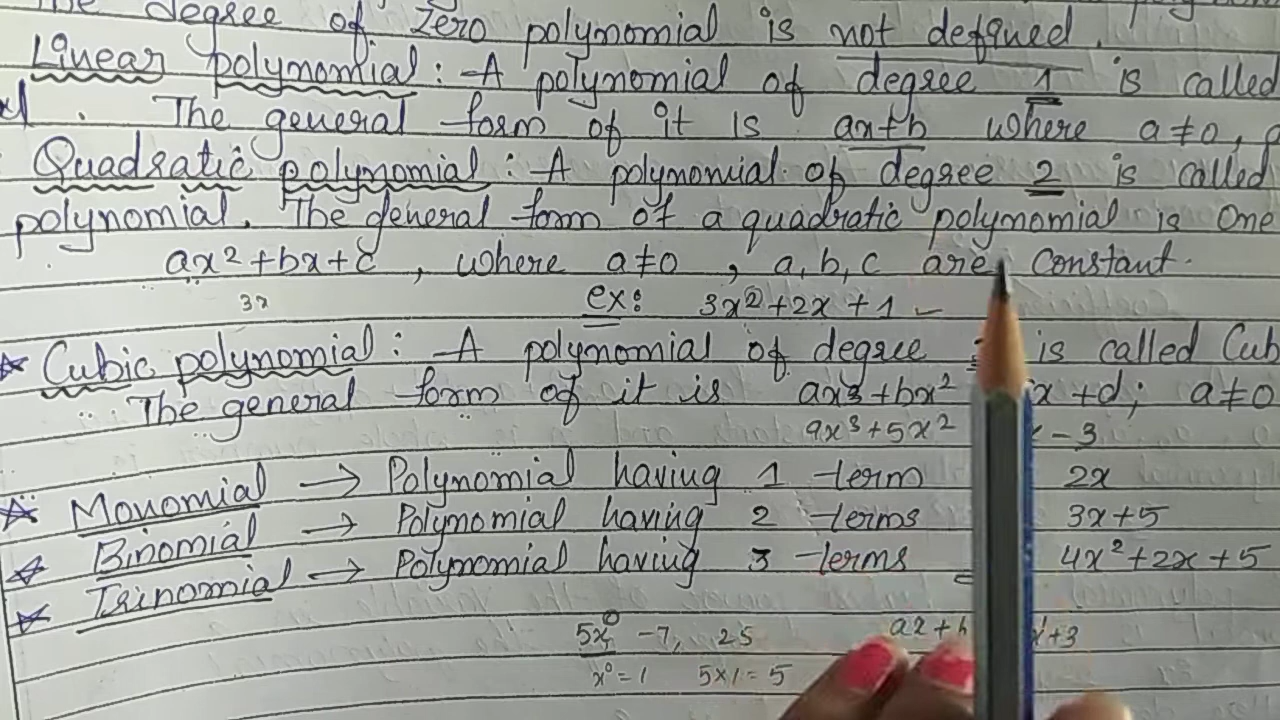 The degree of zero polynomial is not defined.
Linear polynomial: - A polynomial of degree 1 is called
The general form of it is ax+b where a≠0,
Quadratic polynomial: - A polynomial of degree 2 is called
polynomial. The general form of a quadratic polynomial is one
ax²+bx+c, where a≠0, a,b,c are constant.
3x
ex: 3x²+2x+1
Cubic polynomial: - A polynomial of degree is called Cub
The general form of it is ax3+bx² x+d; a≠0
9x³+5x² -3
Monomial → Polynomial having 1 term 2x
Binomial → Polynomial having 2 terms 3x+5
Trinomial → Polynomial having 3 terms 4x²+2x+5
5x⁰ -7, 25 +3
x⁰=1 5×1=5